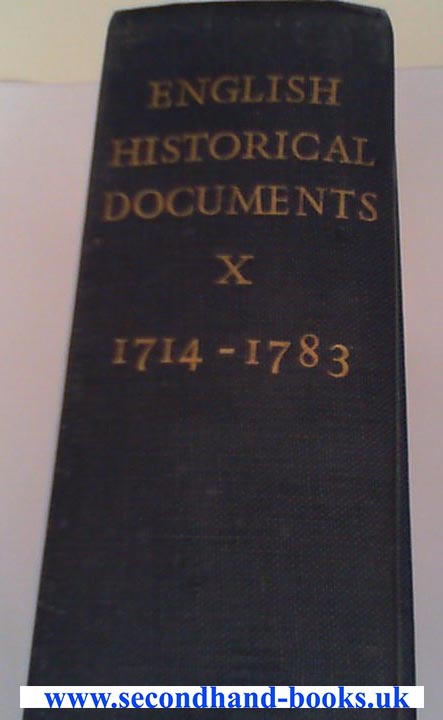 ENGLISH
HISTORICAL
DOCUMENTS
X
1714-1783
www.secondhand-books.uk